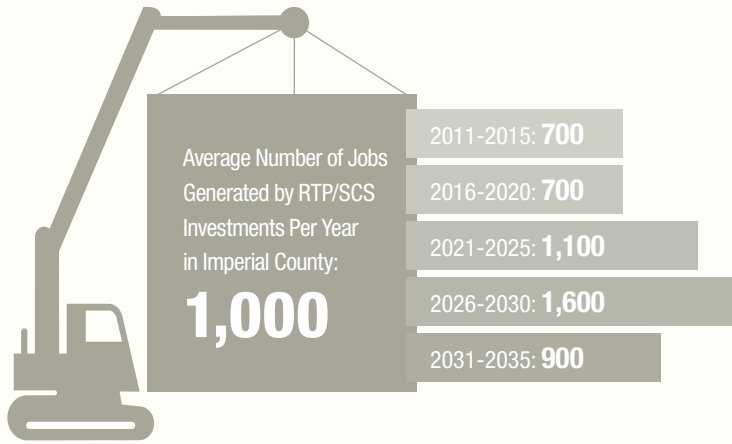 Average Number of Jobs
Generated by RTP/SCS
Investments Per Year
in Imperial County:
1,000
2011-2015: 700
2016-2020: 700
2021-2025: 1,100
2026-2030: 1,600
2031-2035: 900